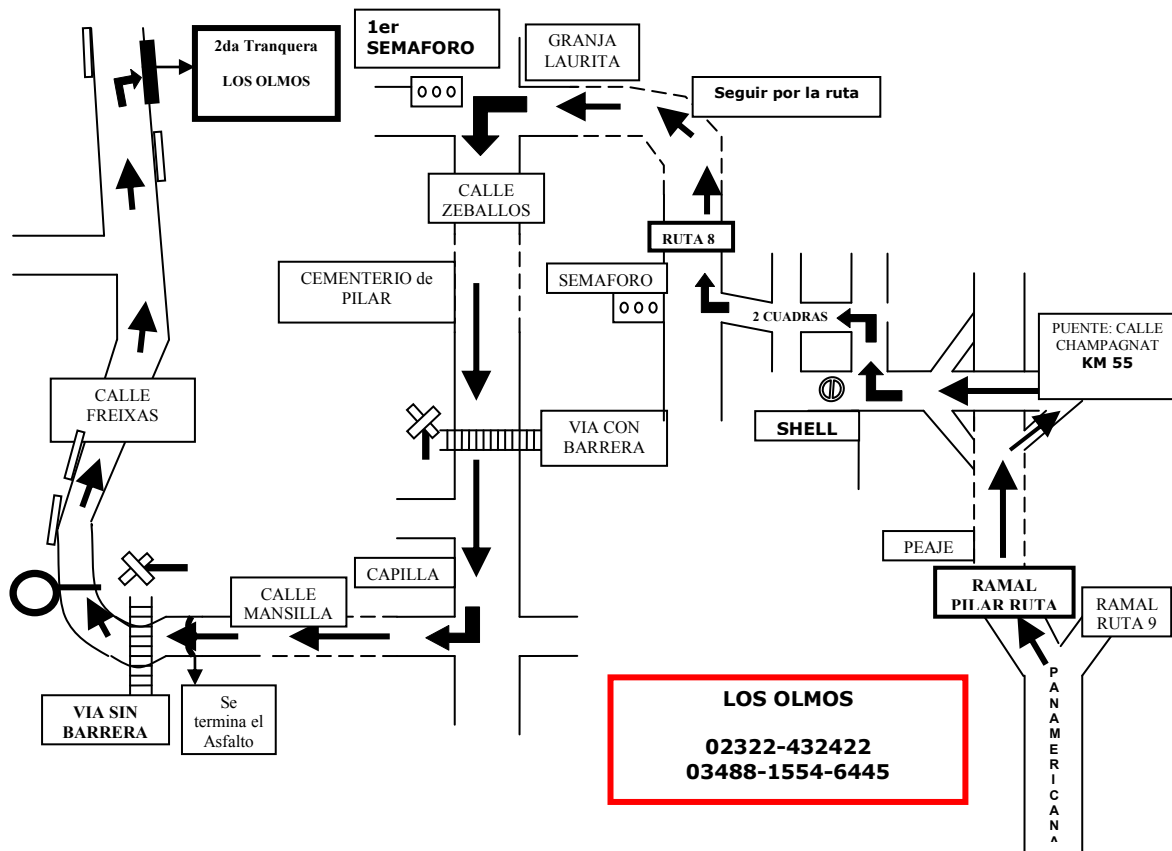 2da Tranquera
LOS OLMOS
1er
SEMAFORO
GRANJA
LAURITA
Seguir por la ruta
CALLE
ZEBALLOS
RUTA 8
CEMENTERIO de
PILAR
SEMAFORO
2 CUADRAS
PUENTE: CALLE
CHAMPAGNAT
KM 55
CALLE
FREIXAS
VIA CON
BARRERA
SHELL
PEAJE
CAPILLA
CALLE
MANSILLA
RAMAL
PILAR RUTA
RAMAL
RUTA 9
VIA SIN
BARRERA
Se
termina el
Asfalto
LOS OLMOS
02322-432422
03488-1554-6445
PANAMERICANA